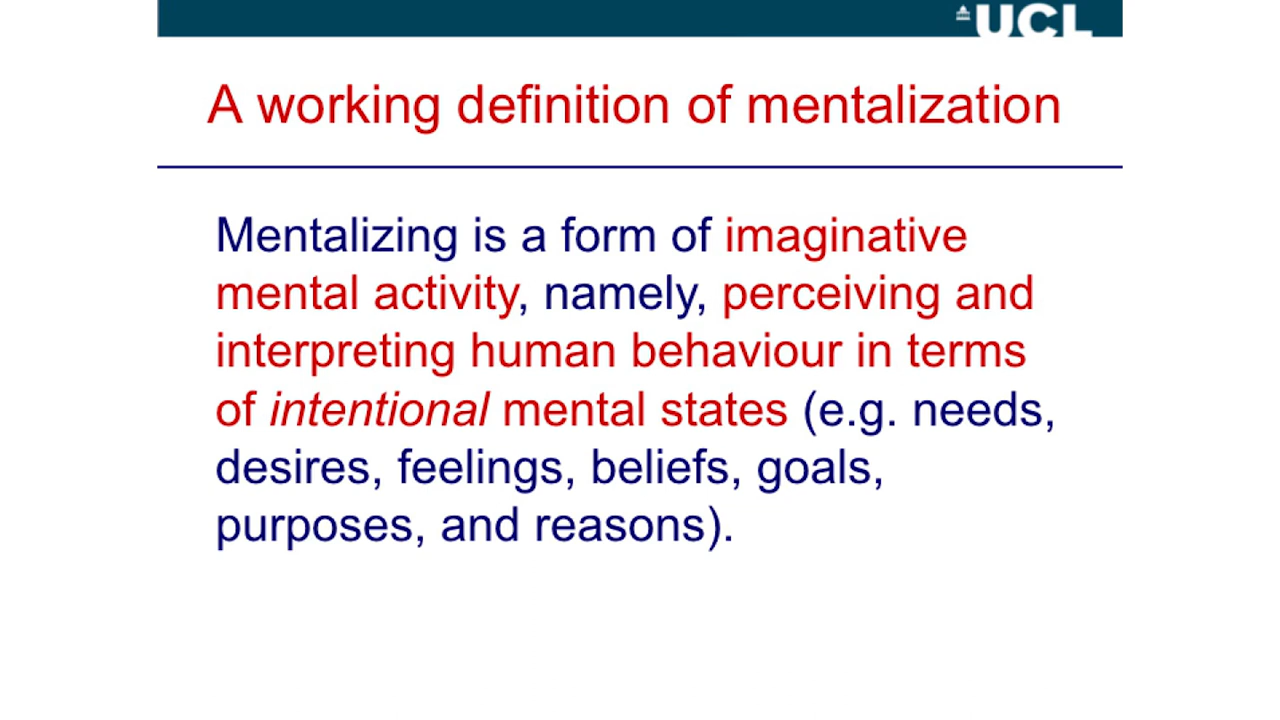 UCL
A working definition of mentalization
Mentalizing is a form of imaginative
mental activity, namely, perceiving and
interpreting human behaviour in terms
of intentional mental states (e.g. needs,
desires, feelings, beliefs, goals,
purposes, and reasons).